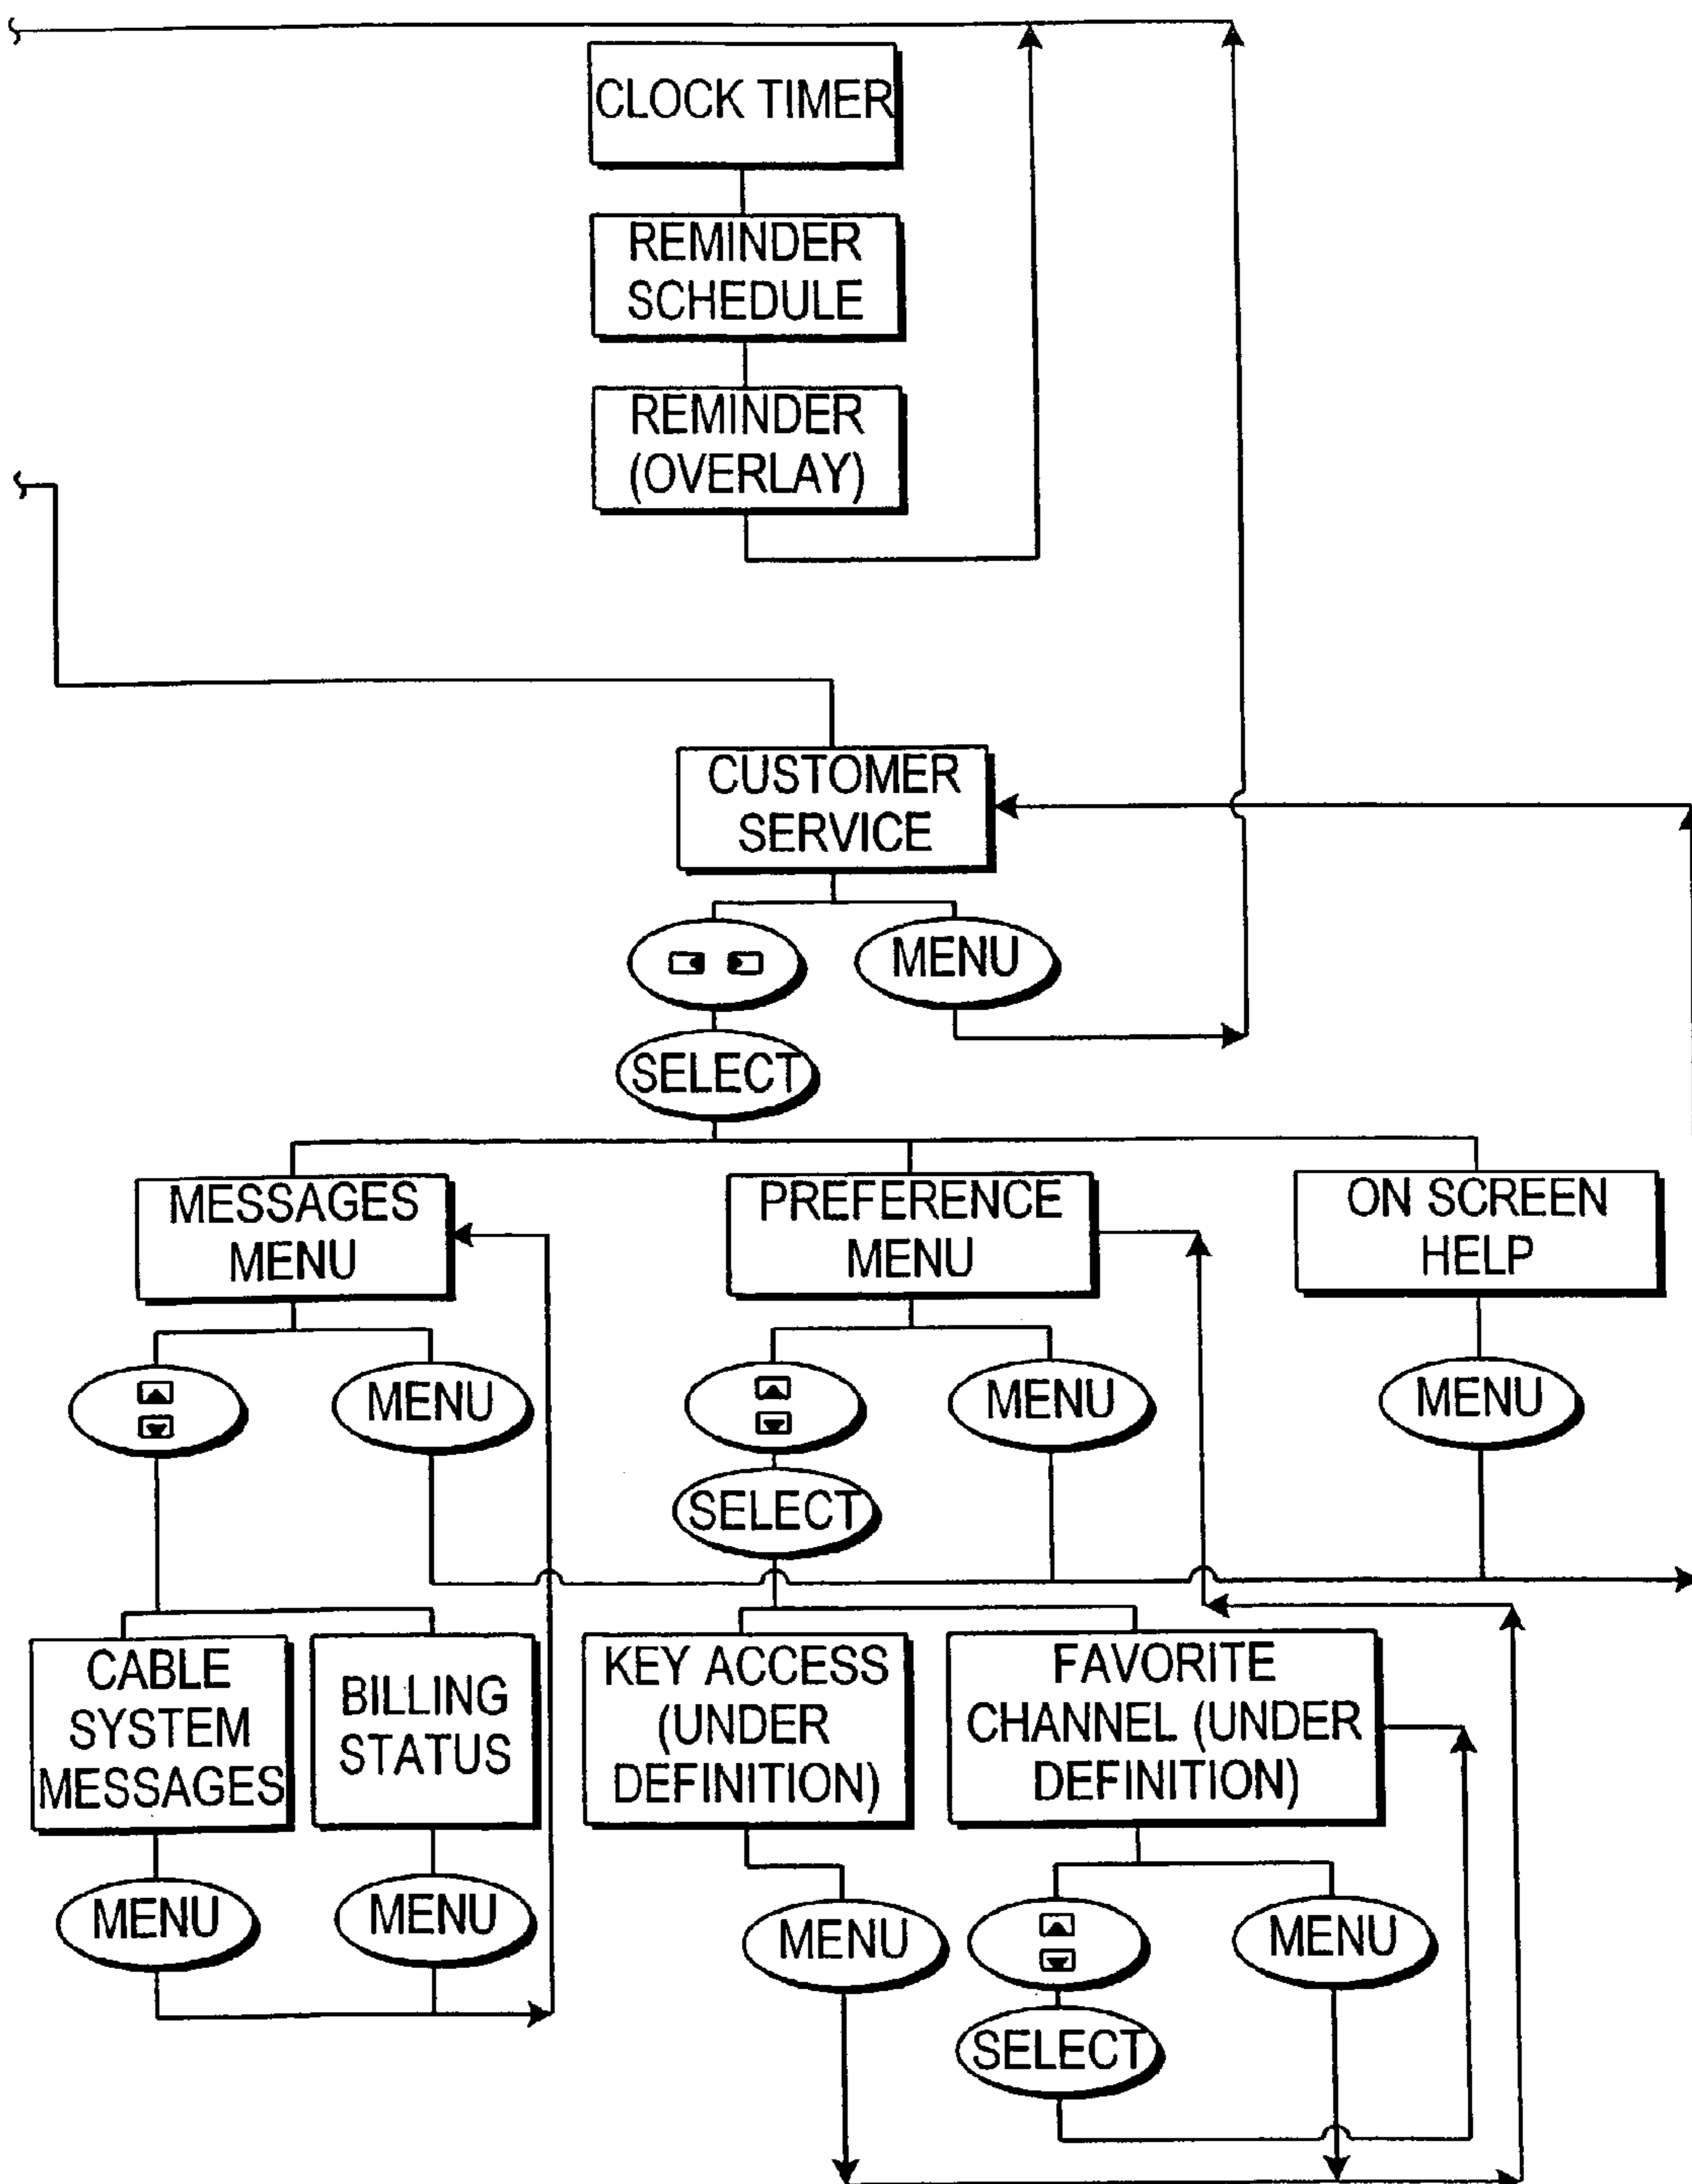 CLOCK TIMER
REMINDER
SCHEDULE
REMINDER
(OVERLAY)
CUSTOMER
SERVICE
MENU
SELECT
MESSAGES
MENU
PREFERENCE
MENU
ON SCREEN
HELP
MENU
MENU
MENU
SELECT
CABLE
SYSTEM
MESSAGES
BILLING
STATUS
KEY ACCESS
(UNDER
DEFINITION)
FAVORITE
CHANNEL (UNDER
DEFINITION)
MENU
MENU
MENU
MENU
SELECT